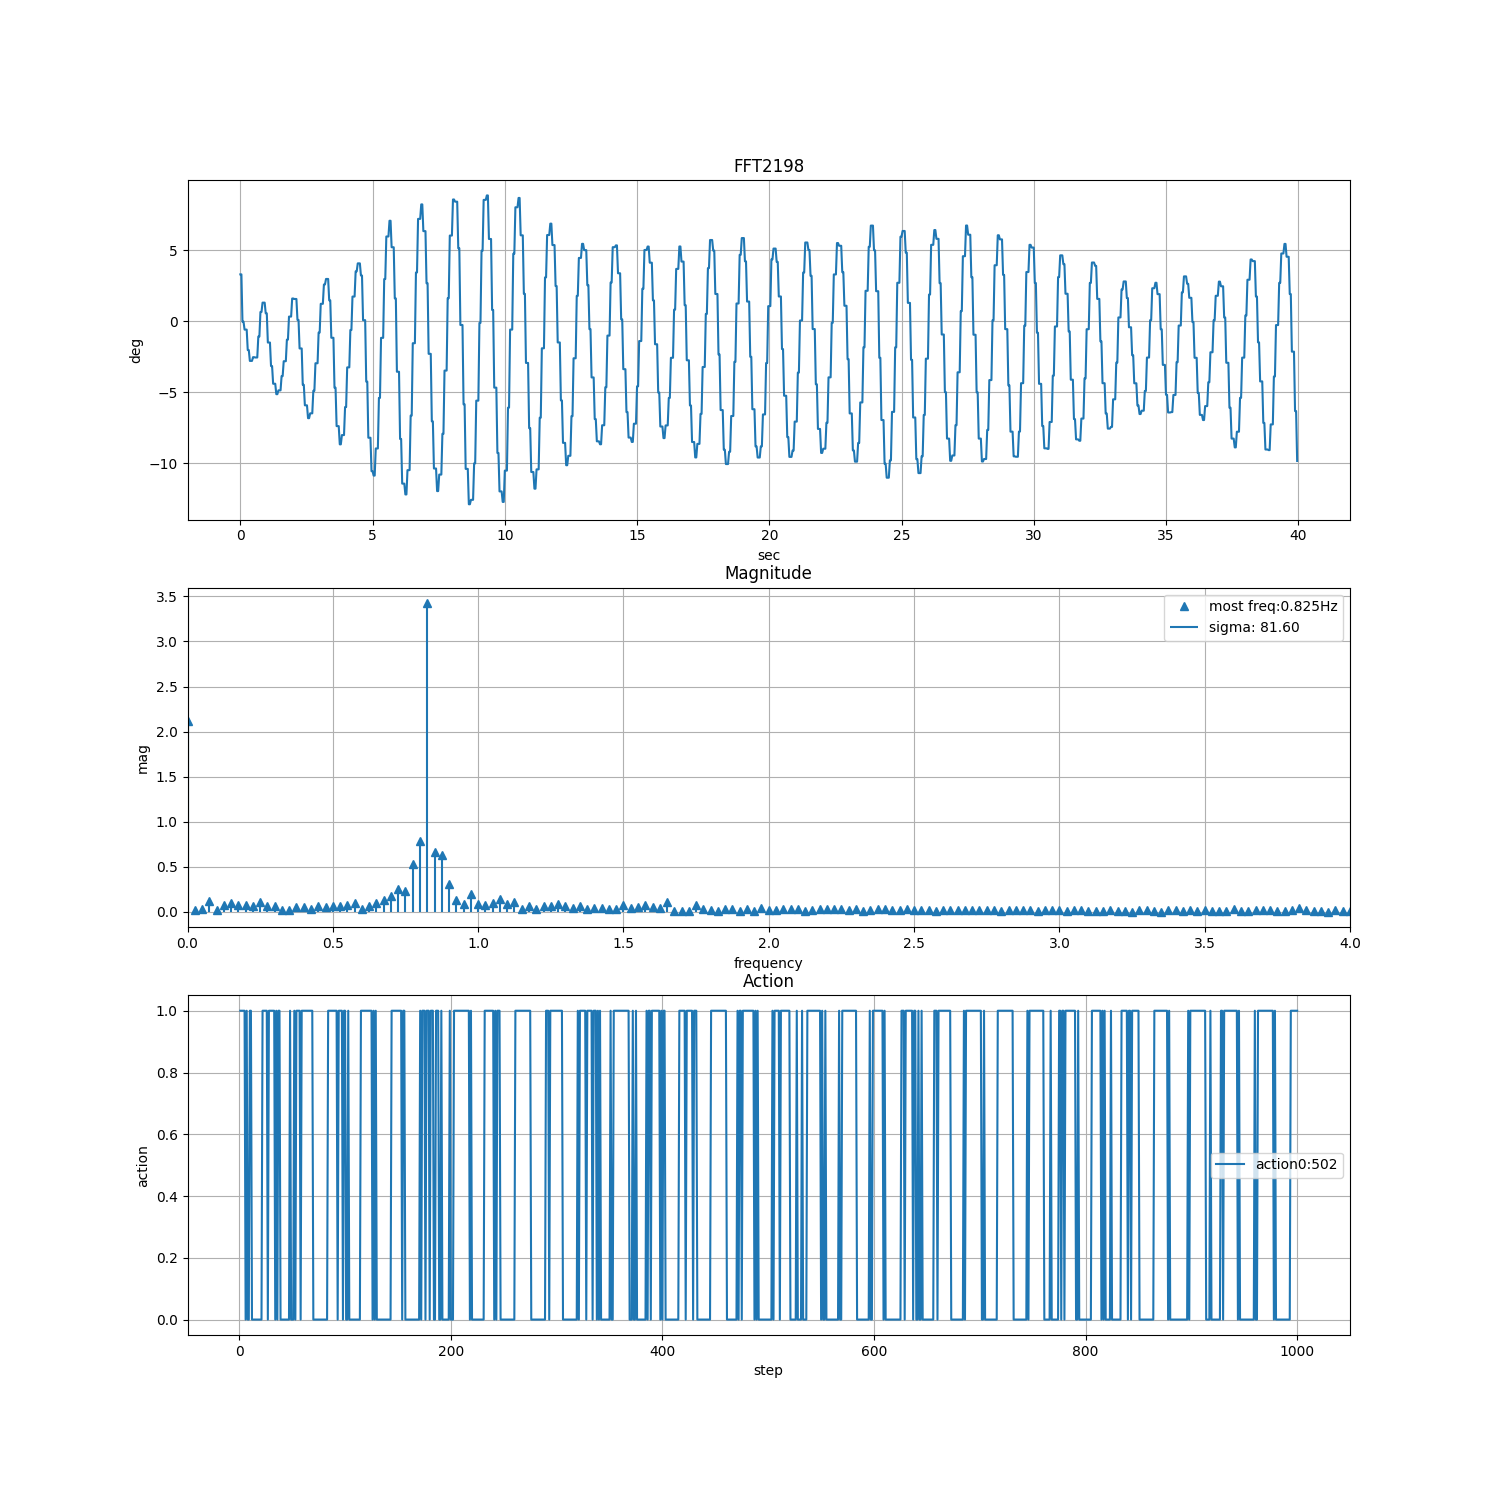 FFT2198
5
0
−5
−10
deg
0 5 10 15 20 25 30 35 40
sec
Magnitude
3.5
3.0
2.5
2.0
1.5
1.0
0.5
0.0
mag
most freq:0.825Hz
sigma: 81.60
0.0 0.5 1.0 1.5 2.0 2.5 3.0 3.5 4.0
frequency
Action
1.0
0.8
0.6
0.4
0.2
0.0
action
action0:502
0 200 400 600 800 1000
step